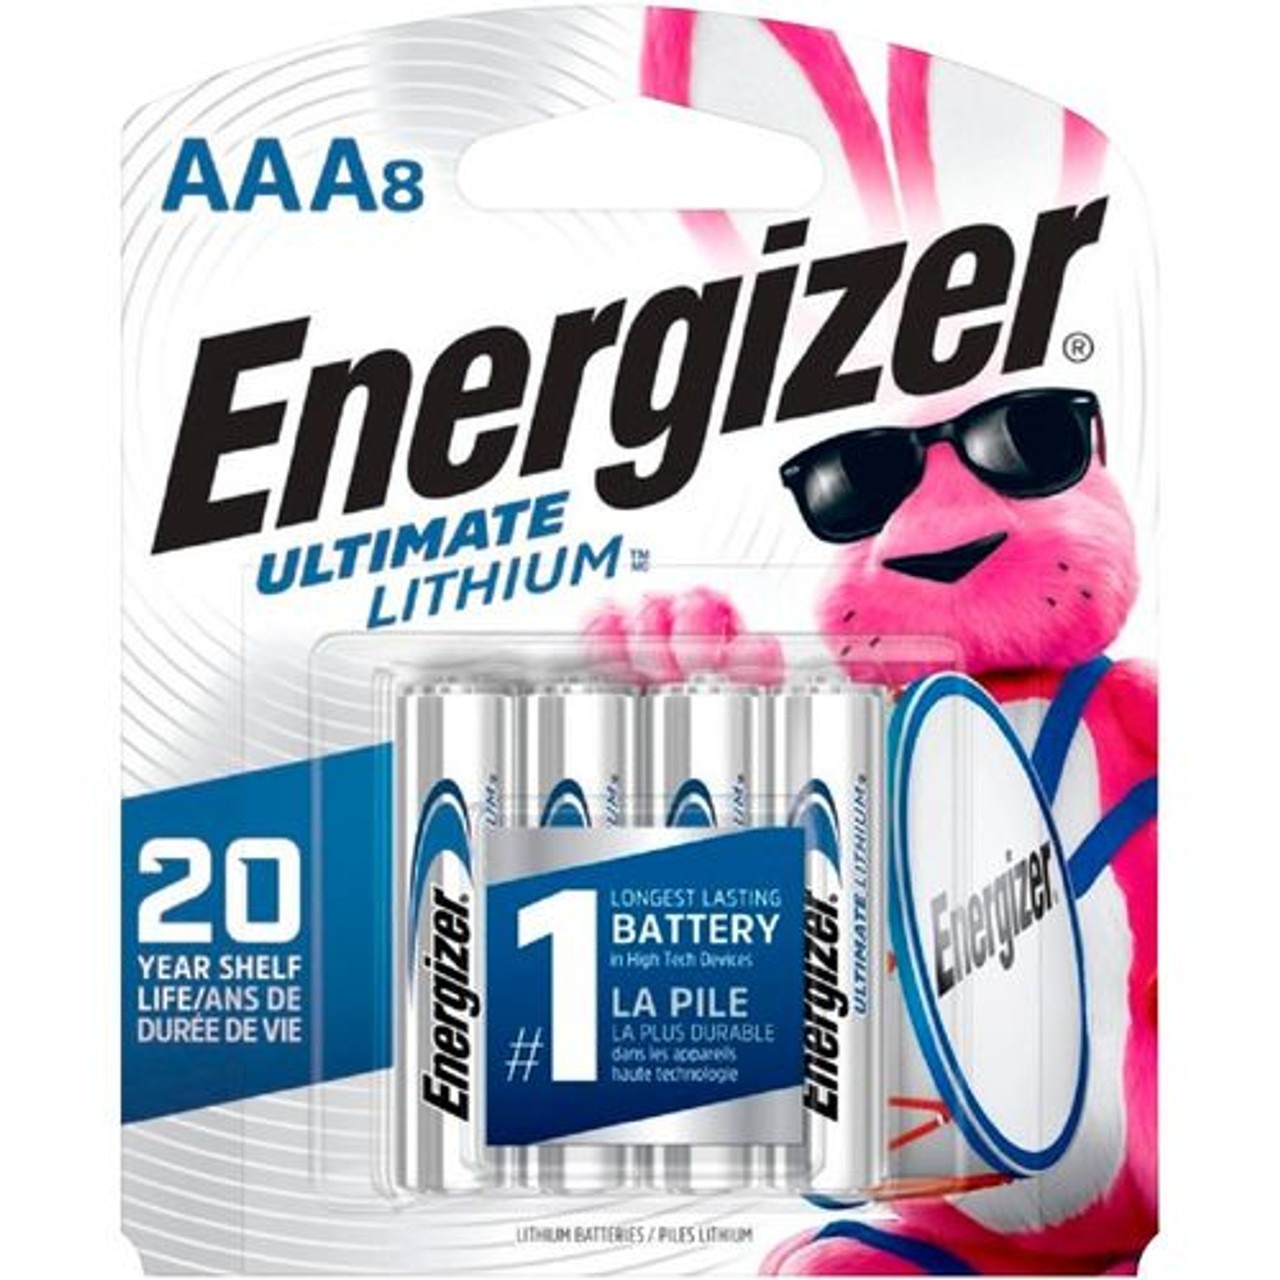 AAA8
Energizer®
ULTIMATE
LITHIUM™
MC
20
YEAR SHELF
LIFE/ANS DE
DURÉE DE VIE
Energizer®
Energizer®
ULTIMATE LITHIUM
#1
LONGEST LASTING
BATTERY
in High Tech Devices
LA PILE
LA PLUS DURABLE
dans les appareils
haute technologie
Energizer
LITHIUM BATTERIES / PILES LITHIUM